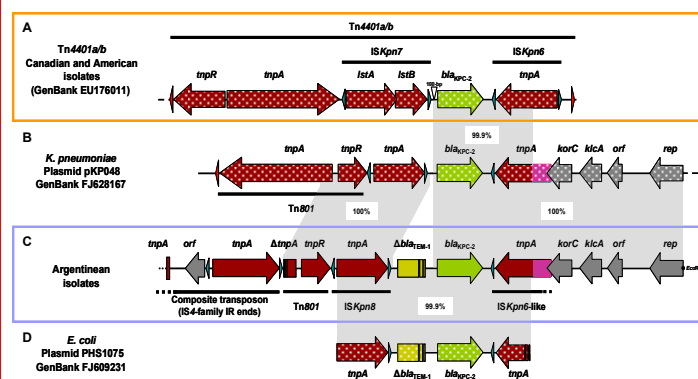 A
Tn4401a/b
Tn4401a/b
Canadian and American
isolates
(GenBank EU176011)
ISKpn7
ISKpn6
tnpR tnpA IstA IstB 100-bp blaKPC-2 tnpA
99.9%
B
K. pneumoniae
Plasmid pKP048
GenBank FJ628167
tnpA tnpR tnpA blaKPC-2 tnpA korC klcA orf rep
Tn801
100%
100%
C
Argentinean
isolates
tnpA orf tnpA ΔtnpA tnpR tnpA ΔblaTEM-1 blaKPC-2 tnpA korC klcA orf rep
Composite transposon
(IS4-family IR ends)
Tn801
ISKpn8
99.9%
ISKpn6-like
D
E. coli
Plasmid PHS1075
GenBank FJ609231
tnpA ΔblaTEM-1 blaKPC-2 tnpA